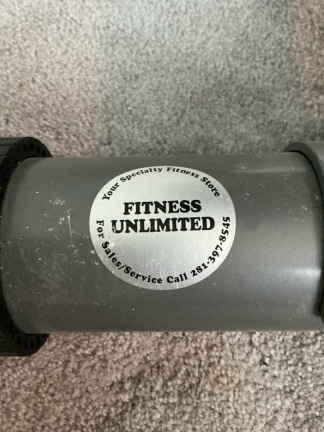 Your Specialty Fitness Store
FITNESS
UNLIMITED
For Sales/Service Call 281-397-8545